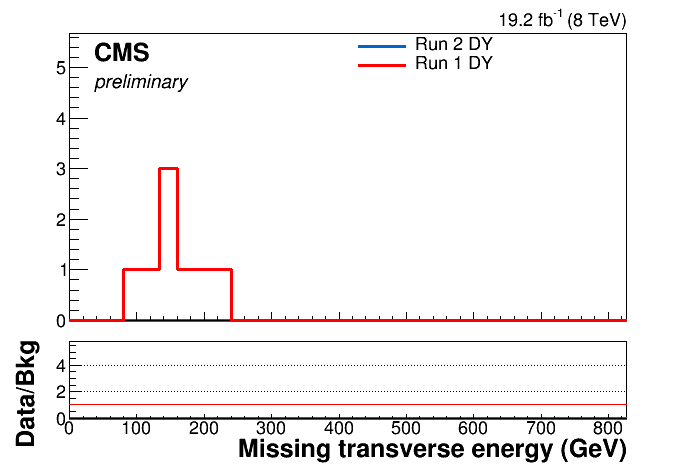 19.2 fb⁻¹ (8 TeV)
CMS
preliminary
Run 2 DY
Run 1 DY
5
4
3
2
1
0
Data/Bkg
4
2
0
0 100 200 300 400 500 600 700 800
Missing transverse energy (GeV)